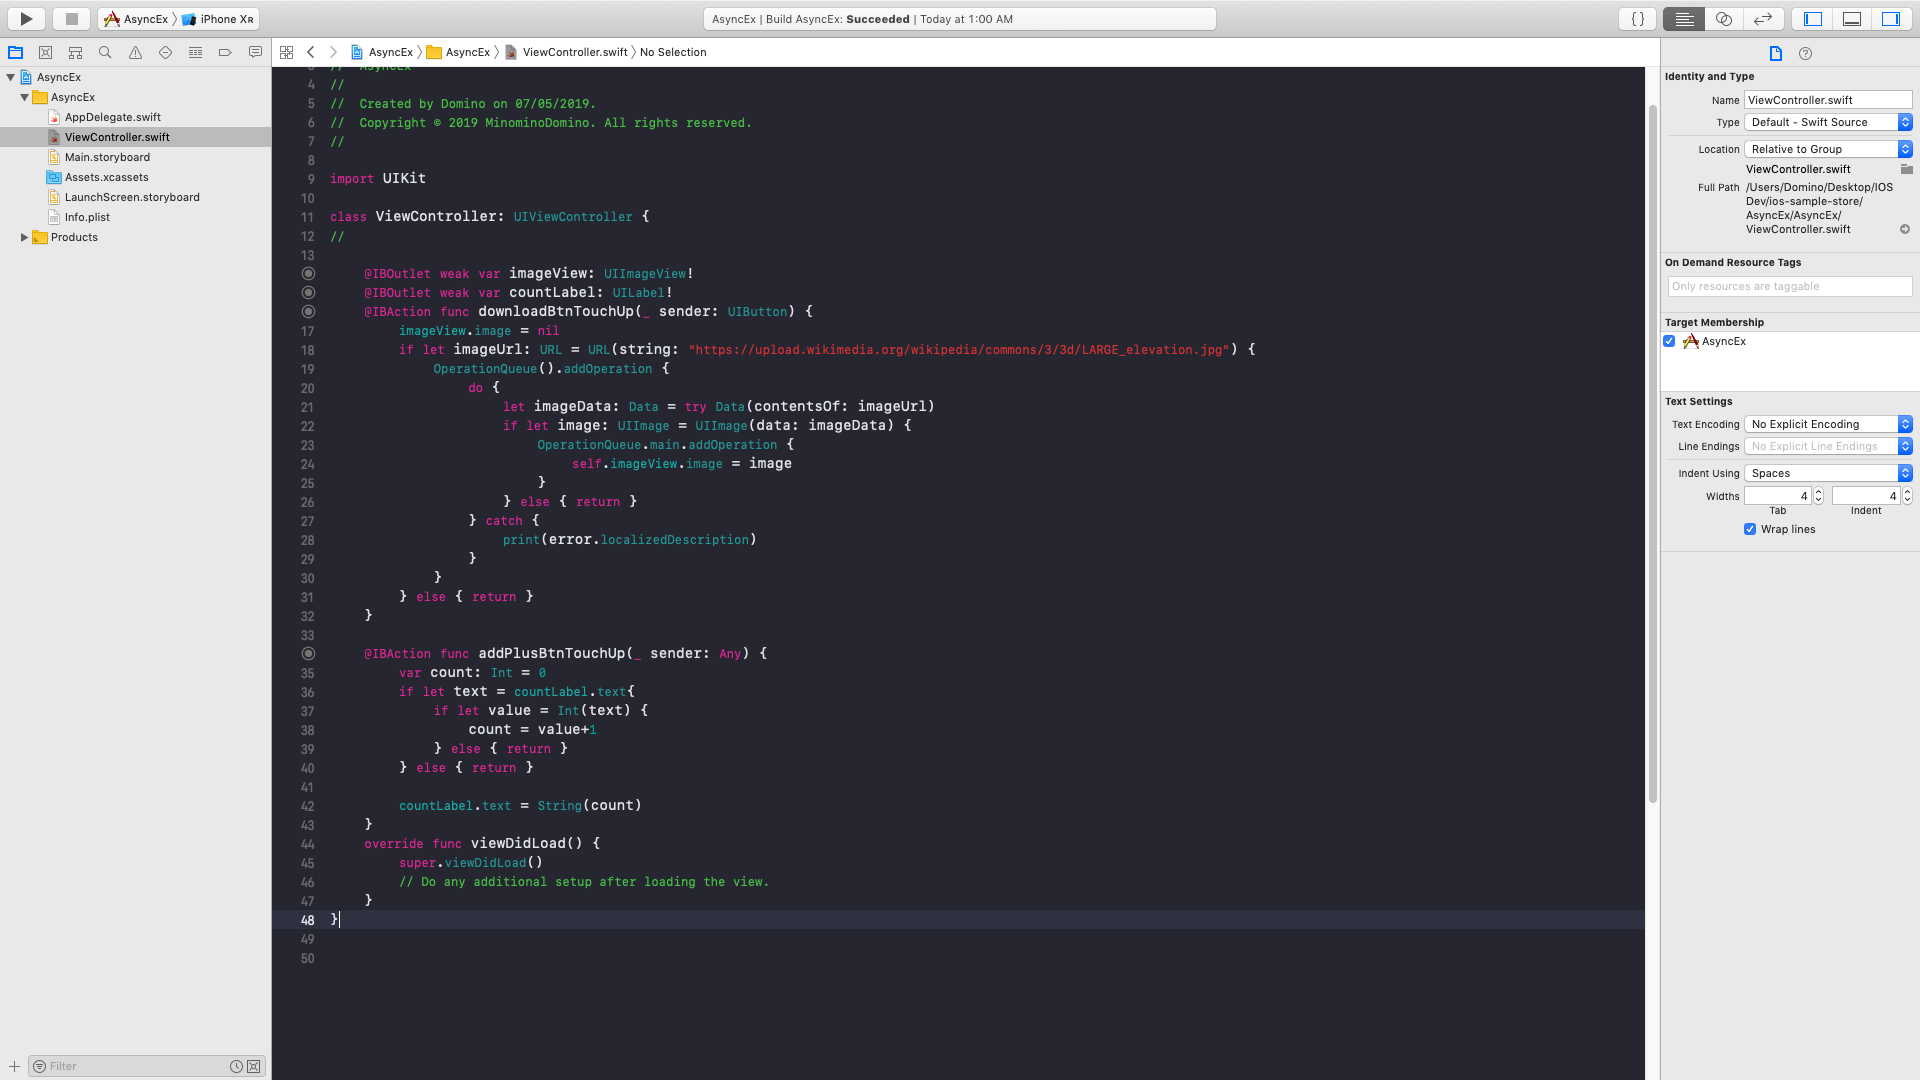 AsyncEx 〉 iPhone XR
AsyncEx | Build AsyncEx: Succeeded | Today at 1:00 AM
{ }
AsyncEx
AsyncEx
AppDelegate.swift
ViewController.swift
Main.storyboard
Assets.xcassets
LaunchScreen.storyboard
Info.plist
Products
Filter
AsyncEx 〉 AsyncEx 〉 ViewController.swift 〉 No Selection
3 //  AsyncEx
4 //
5 //  Created by Domino on 07/05/2019.
6 //  Copyright © 2019 MinominoDomino. All rights reserved.
7 //
8
9 import UIKit
10
11 class ViewController: UIViewController {
12 //
13
@IBOutlet weak var imageView: UIImageView!
@IBOutlet weak var countLabel: UILabel!
@IBAction func downloadBtnTouchUp(_ sender: UIButton) {
17 imageView.image = nil
18 if let imageUrl: URL = URL(string: "https://upload.wikimedia.org/wikipedia/commons/3/3d/LARGE_elevation.jpg") {
19 OperationQueue().addOperation {
20 do {
21 let imageData: Data = try Data(contentsOf: imageUrl)
22 if let image: UIImage = UIImage(data: imageData) {
23 OperationQueue.main.addOperation {
24 self.imageView.image = image
25 }
26 } else { return }
27 } catch {
28 print(error.localizedDescription)
29 }
30 }
31 } else { return }
32 }
33
@IBAction func addPlusBtnTouchUp(_ sender: Any) {
35 var count: Int = 0
36 if let text = countLabel.text{
37 if let value = Int(text) {
38 count = value+1
39 } else { return }
40 } else { return }
41
42 countLabel.text = String(count)
43 }
44 override func viewDidLoad() {
45 super.viewDidLoad()
46 // Do any additional setup after loading the view.
47 }
48 }
49
50
Identity and Type
Name ViewController.swift
Type Default - Swift Source
Location Relative to Group
ViewController.swift
Full Path /Users/Domino/Desktop/IOS
Dev/ios-sample-store/
AsyncEx/AsyncEx/
ViewController.swift
On Demand Resource Tags
Only resources are taggable
Target Membership
AsyncEx
Text Settings
Text Encoding No Explicit Encoding
Line Endings No Explicit Line Endings
Indent Using Spaces
Widths 4 4
Tab Indent
Wrap lines